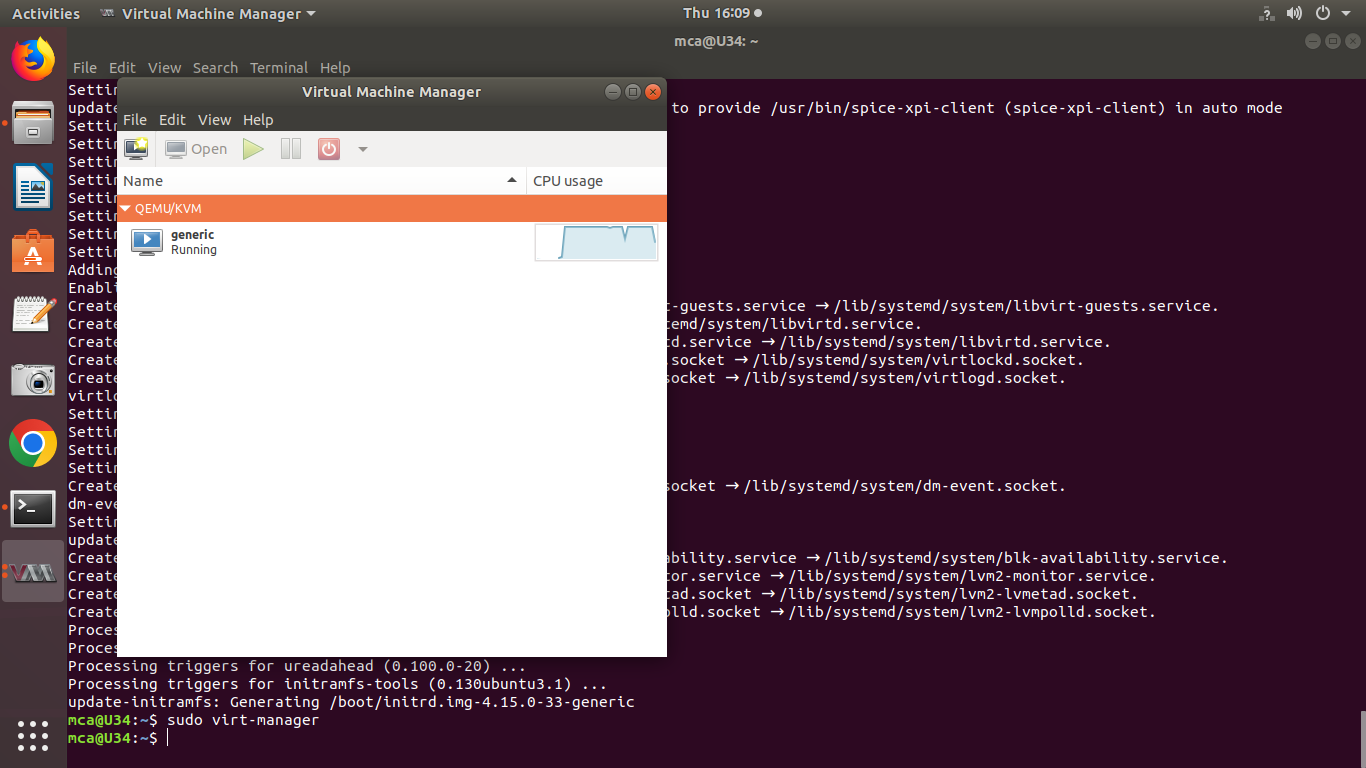 Activities Virtual Machine Manager Thu 16:09
mca@U34: ~
File Edit View Search Terminal Help
Settin
update to provide /usr/bin/spice-xpi-client (spice-xpi-client) in auto mode
Settin
Settin
Settin
Settin
Settin
Settin
Settin
Settin
Adding
Enabli
Create t-guests.service → /lib/systemd/system/libvirt-guests.service.
Create emd/system/libvirtd.service.
Create td.service → /lib/systemd/system/libvirtd.service.
Create .socket → /lib/systemd/system/virtlockd.socket.
Create socket → /lib/systemd/system/virtlogd.socket.
virtlo
Settin
Settin
Settin
Settin
Create socket → /lib/systemd/system/dm-event.socket.
dm-eve
Settin
update
Create ability.service → /lib/systemd/system/blk-availability.service.
Create tor.service → /lib/systemd/system/lvm2-monitor.service.
Create tad.socket → /lib/systemd/system/lvm2-lvmetad.socket.
Create olld.socket → /lib/systemd/system/lvm2-lvmpolld.socket.
Proces
Proces
Processing triggers for ureadahead (0.100.0-20) ...
Processing triggers for initramfs-tools (0.130ubuntu3.1) ...
update-initramfs: Generating /boot/initrd.img-4.15.0-33-generic
mca@U34:~$ sudo virt-manager
mca@U34:~$
Virtual Machine Manager
File Edit View Help
Open
Name CPU usage
QEMU/KVM
generic
Running